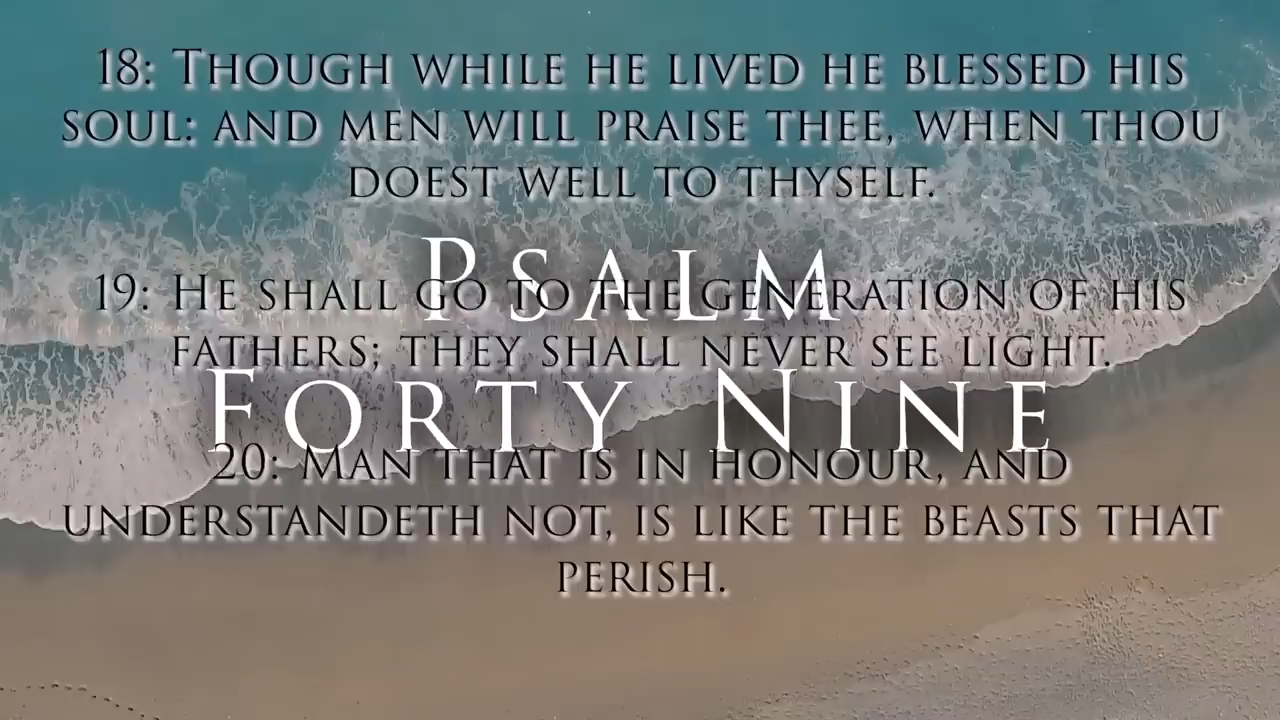 18: Though while he lived he blessed his
soul: and men will praise thee, when thou
doest well to thyself.
Psalm
19: He shall go to the generation of his
fathers; they shall never see light.
Forty Nine
20: Man that is in honour, and
understandeth not, is like the beasts that
perish.